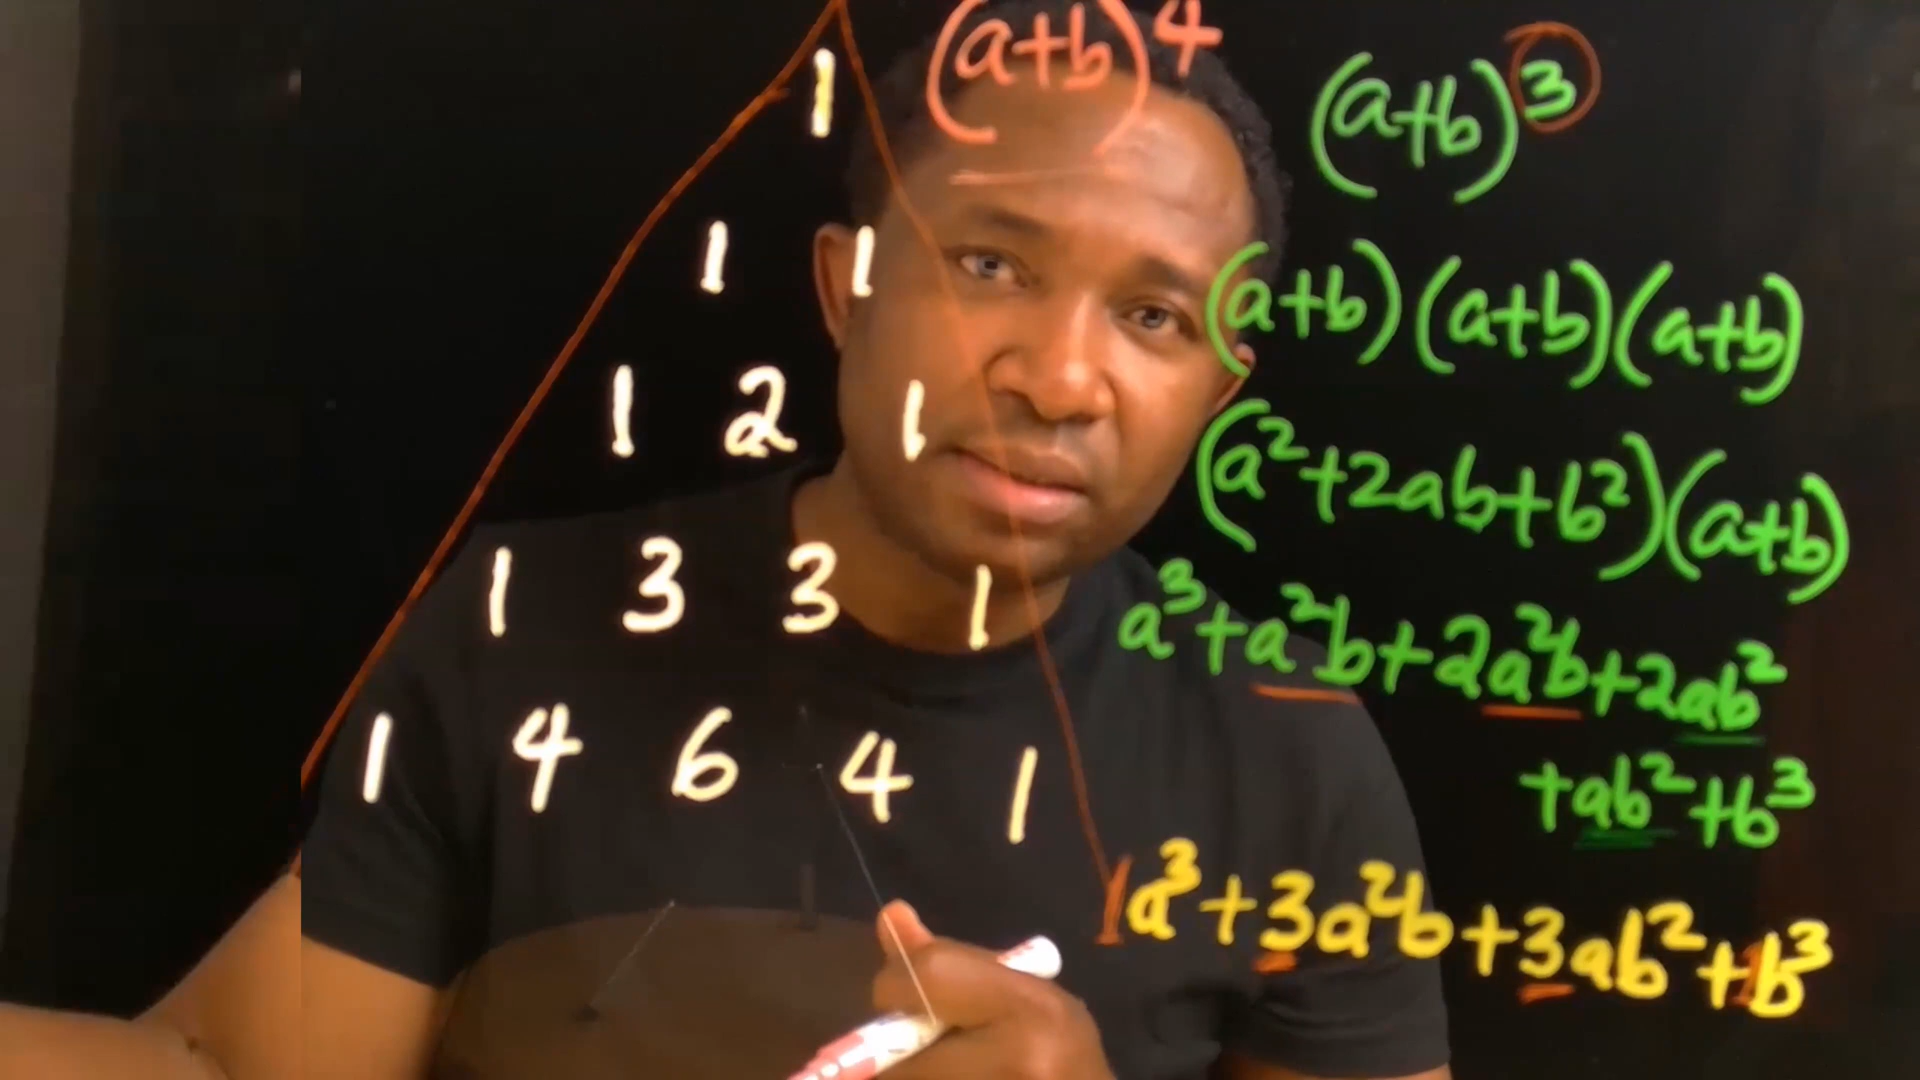 1
1 1
1 2 1
1 3 3 1
1 4 6 4 1
(a+b)⁴
(a+b)³
(a+b)(a+b)(a+b)
(a²+2ab+b²)(a+b)
a³+a²b+2a²b+2ab²
+ab²+b³
1a³+3a²b+3ab²+1b³